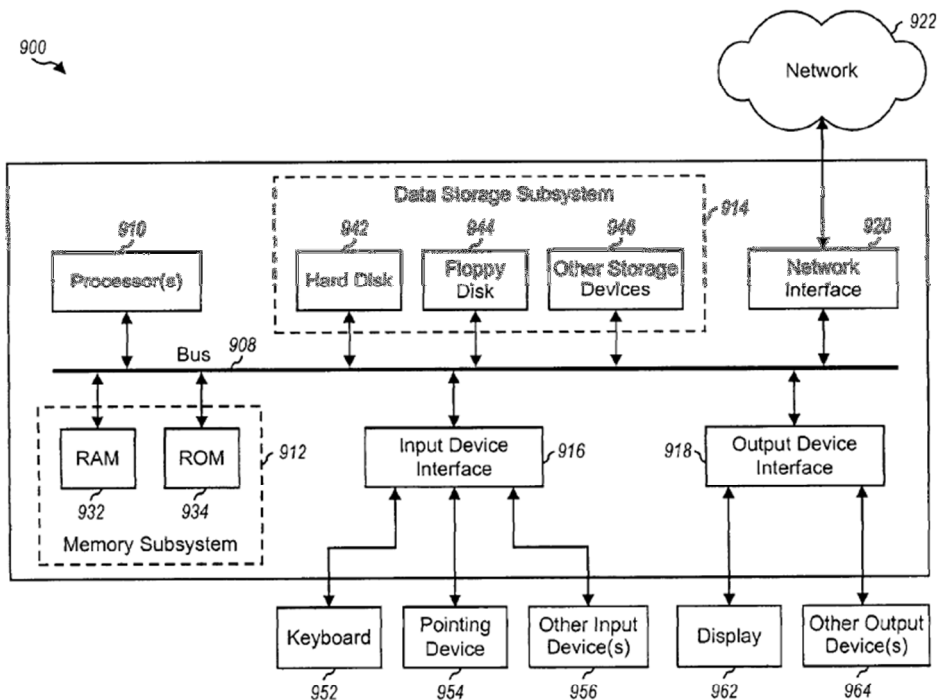 900
922
Network
Data Storage Subsystem
914
910
Processor(s)
942
Hard Disk
944
Floppy
Disk
946
Other Storage
Devices
920
Network
Interface
Bus
908
RAM
932
ROM
934
912
Memory Subsystem
Input Device
Interface
916
918
Output Device
Interface
Keyboard
952
Pointing
Device
954
Other Input
Device(s)
956
Display
962
Other Output
Device(s)
964